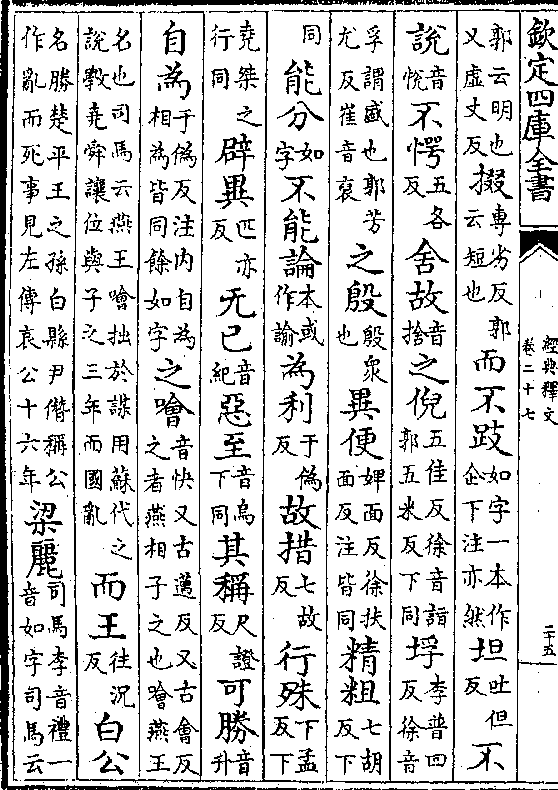 欽定四庫全書
經典釋文
卷二十七
二十五
郭云明也又虛丈反掇專劣反郭云短也而不跂如字一本作企下注亦然坦吐但反不
說音悅不愕五各反舍故音捨之倪五佳反徐音詣郭五米反下同垺李普四反徐音
孚謂盛也郭芳尤反崔音裒之殷殷衆也異便婢面反徐扶面反注皆同精粗七胡反下
同能分如字不能論本或作諭為利于偽反故措七故反行殊下孟反下
堯桀之行同辟異匹亦反无已音紀惡至音烏下同其稱尺證反可勝音升
自為于偽反注内自為相為皆同餘如字之噲音快又古邁反又古會反之者燕相子之也噲燕王
名也司馬云燕王噲拙於謀用蘇代之說斆堯舜讓位與子之三年而國亂而王往況反白公
名勝楚平王之孫白縣尹僭稱公作亂而死事見左傳哀公十六年梁麗司馬李音禮一音如字司馬云